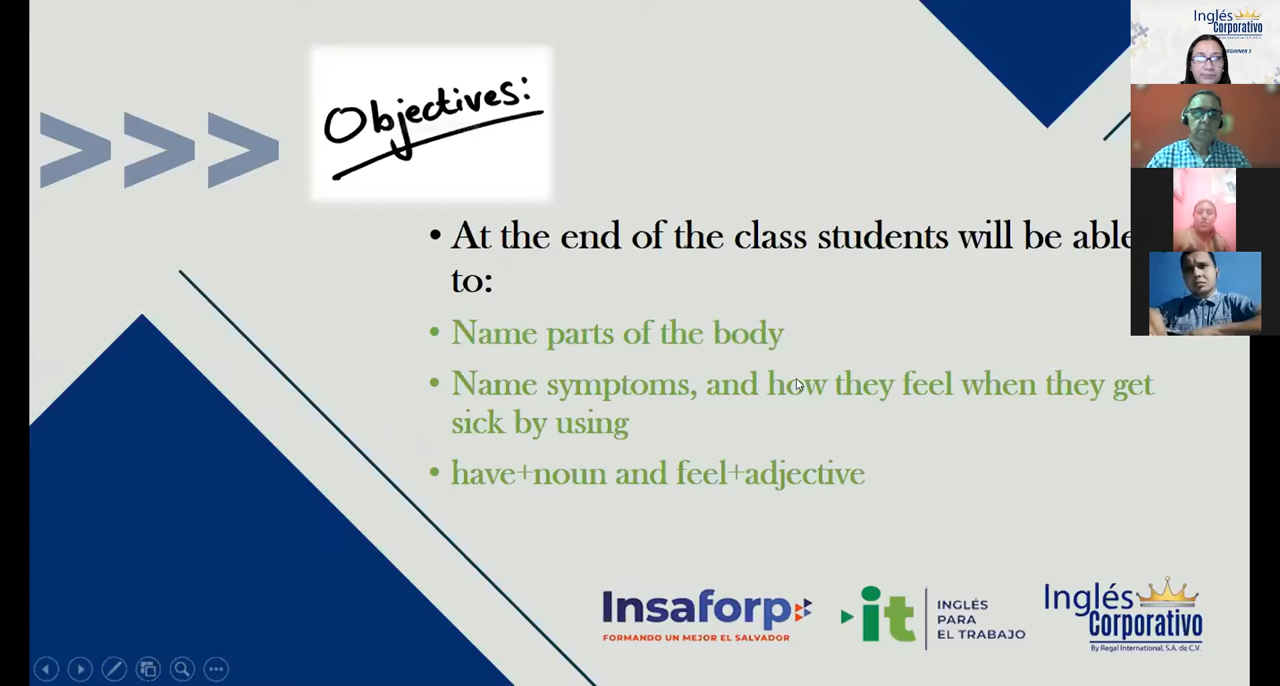 Objectives:
• At the end of the class students will be able
to:
• Name parts of the body
• Name symptoms, and how they feel when they get
sick by using
• have+noun and feel+adjective
Insaforp
FORMANDO UN MEJOR EL SALVADOR
it
INGLÉS
PARA
EL TRABAJO
Inglés
Corporativo
By Regal International, S.A. de C.V.
Inglés
Corporativo
BEGINNER 3